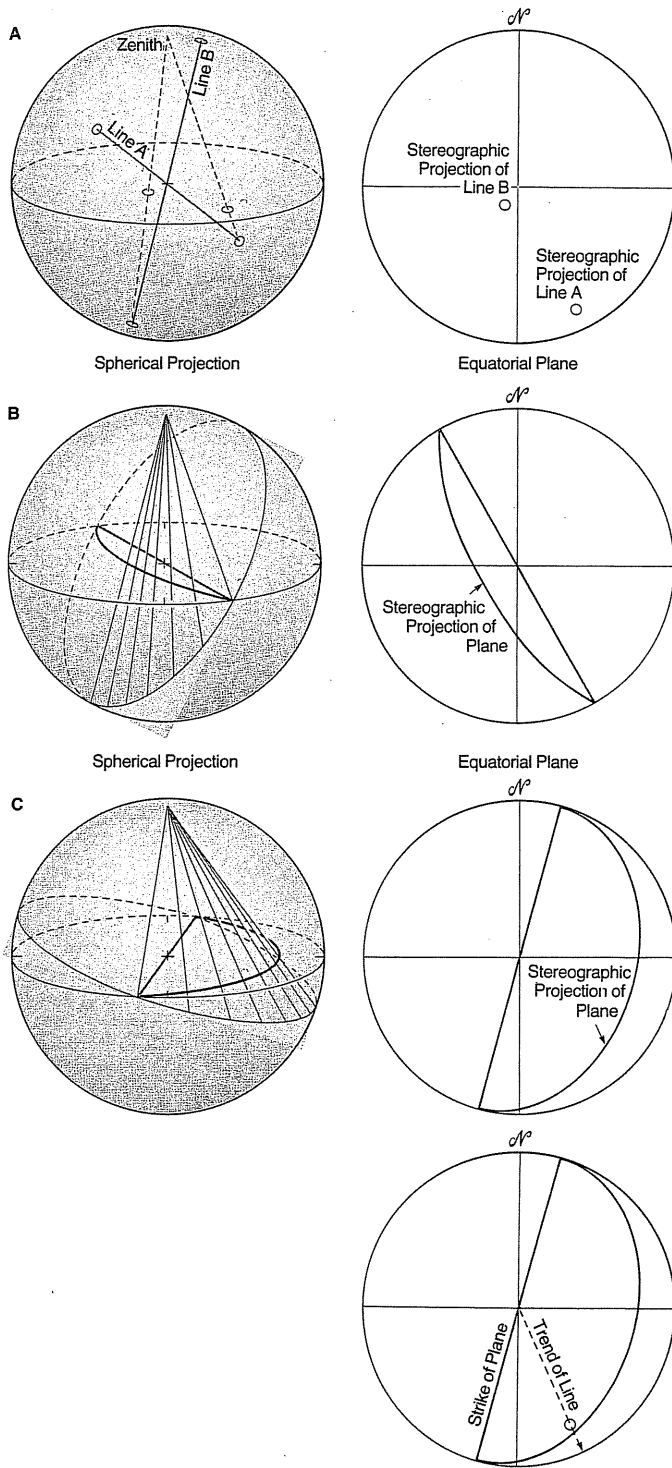 A
Zenith
Line B
Line A
Spherical Projection
N
Stereographic
Projection of
Line B
Stereographic
Projection of
Line A
Equatorial Plane
B
Spherical Projection
N
Stereographic
Projection of
Plane
Equatorial Plane
C
N
Stereographic
Projection of
Plane
N
Strike of Plane
Trend of Line